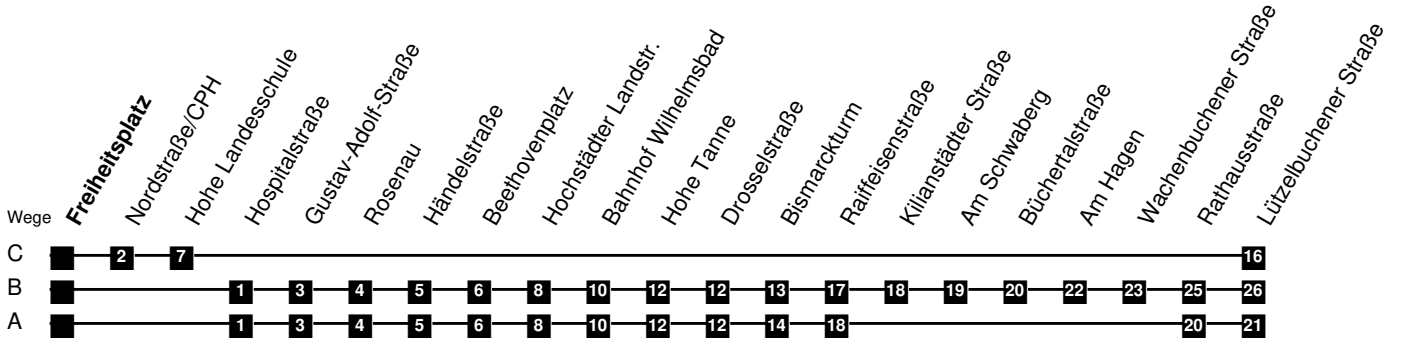 Freiheitsplatz
Nordstraße/CPH
Hohe Landesschule
Hospitalstraße
Gustav-Adolf-Straße
Rosenau
Händelstraße
Beethovenplatz
Hochstädter Landstr.
Bahnhof Wilhelmsbad
Hohe Tanne
Drosselstraße
Bismarckturm
Raiffeisenstraße
Kilianstädter Straße
Am Schwaberg
Büchertalstraße
Am Hagen
Wachenbuchener Straße
Rathausstraße
Lützelbuchener Straße
Wege
C 2 7 16
B 1 3 4 5 6 8 10 12 12 13 17 18 19 20 22 23 25 26
A 1 3 4 5 6 8 10 12 12 14 18 20 21